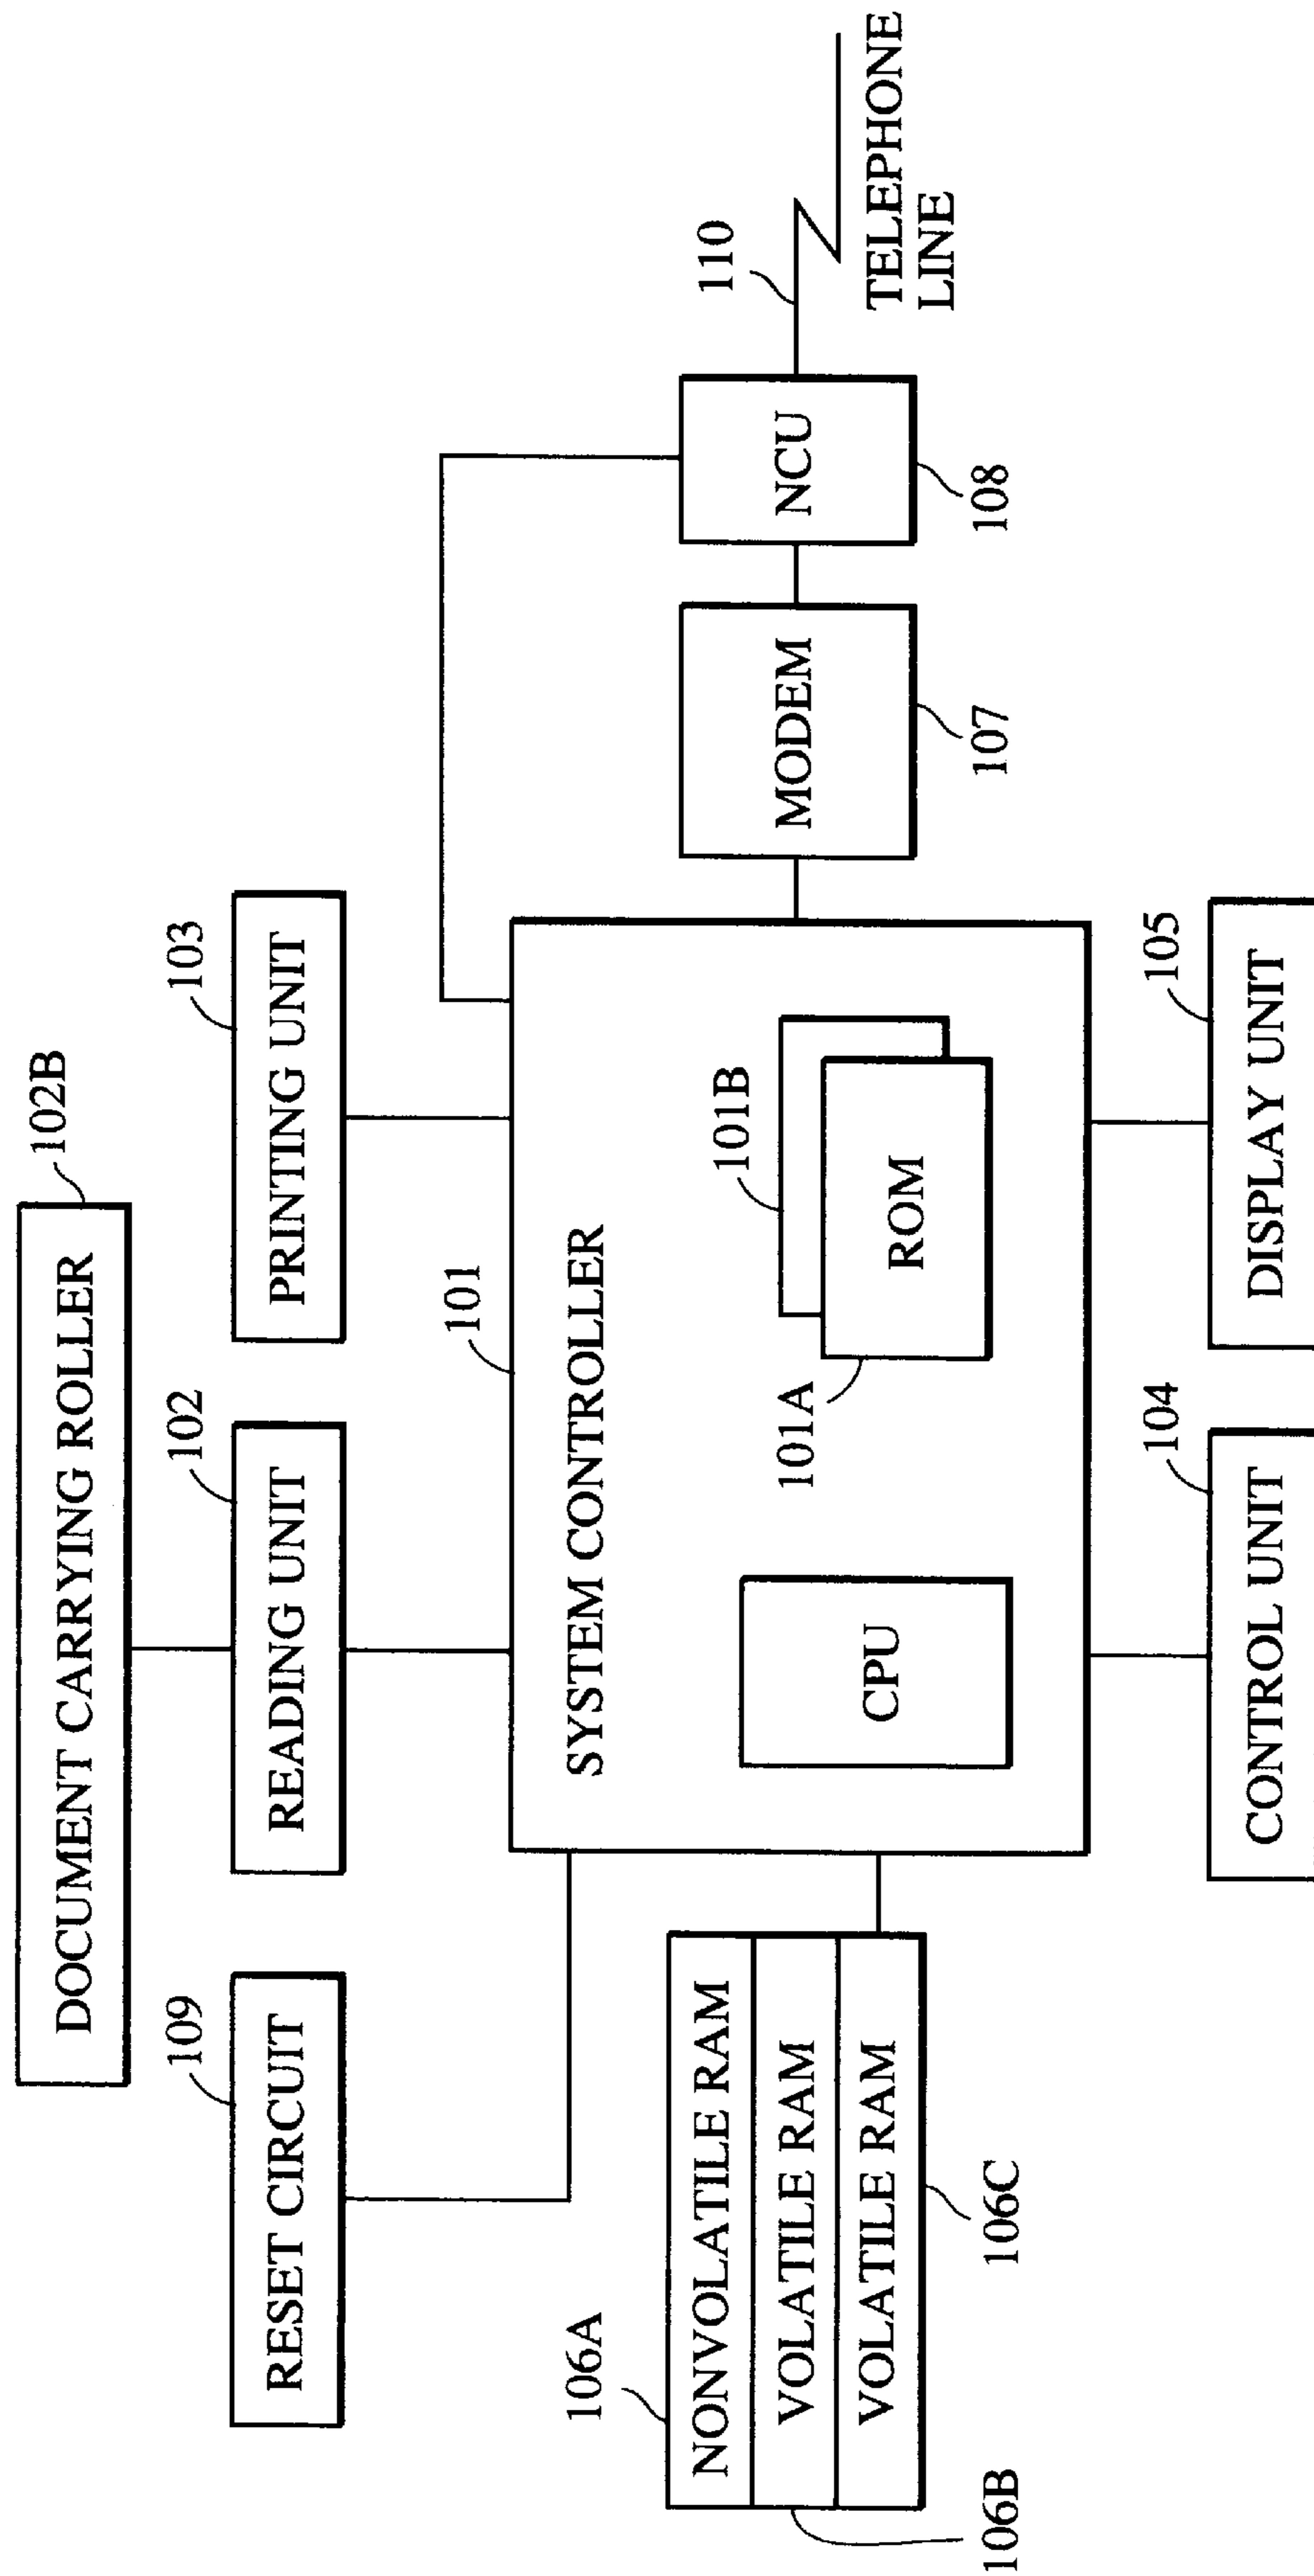 102B
DOCUMENT CARRYING ROLLER
109
102
103
RESET CIRCUIT
READING UNIT
PRINTING UNIT
101
SYSTEM CONTROLLER
106A
NONVOLATILE RAM
VOLATILE RAM
VOLATILE RAM
106B
106C
CPU
101B
ROM
101A
MODEM
107
NCU
108
110
TELEPHONE
LINE
104
105
CONTROL UNIT
DISPLAY UNIT